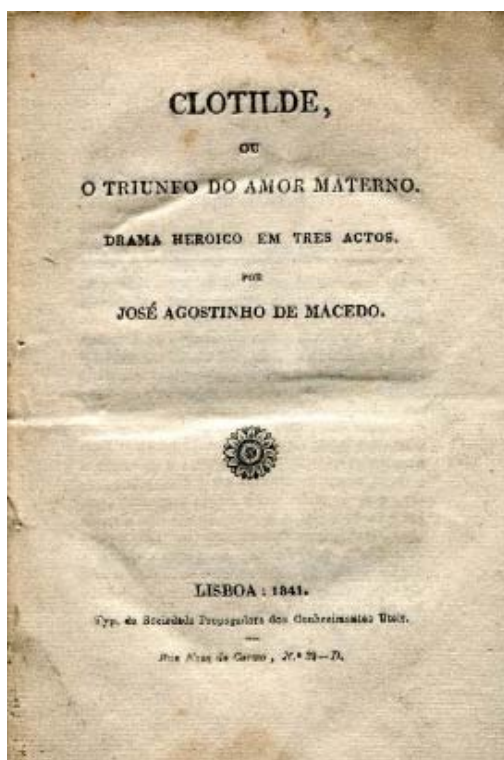 CLOTILDE,
OU
O TRIUNFO DO AMOR MATERNO.
DRAMA HEROICO EM TRES ACTOS.
POR
JOSÉ AGOSTINHO DE MACEDO.
LISBOA : 1841.
Typ. da Sociedade Propagadora dos Conhecimentos Uteis.
Rua Nova do Carmo, N.º — D.